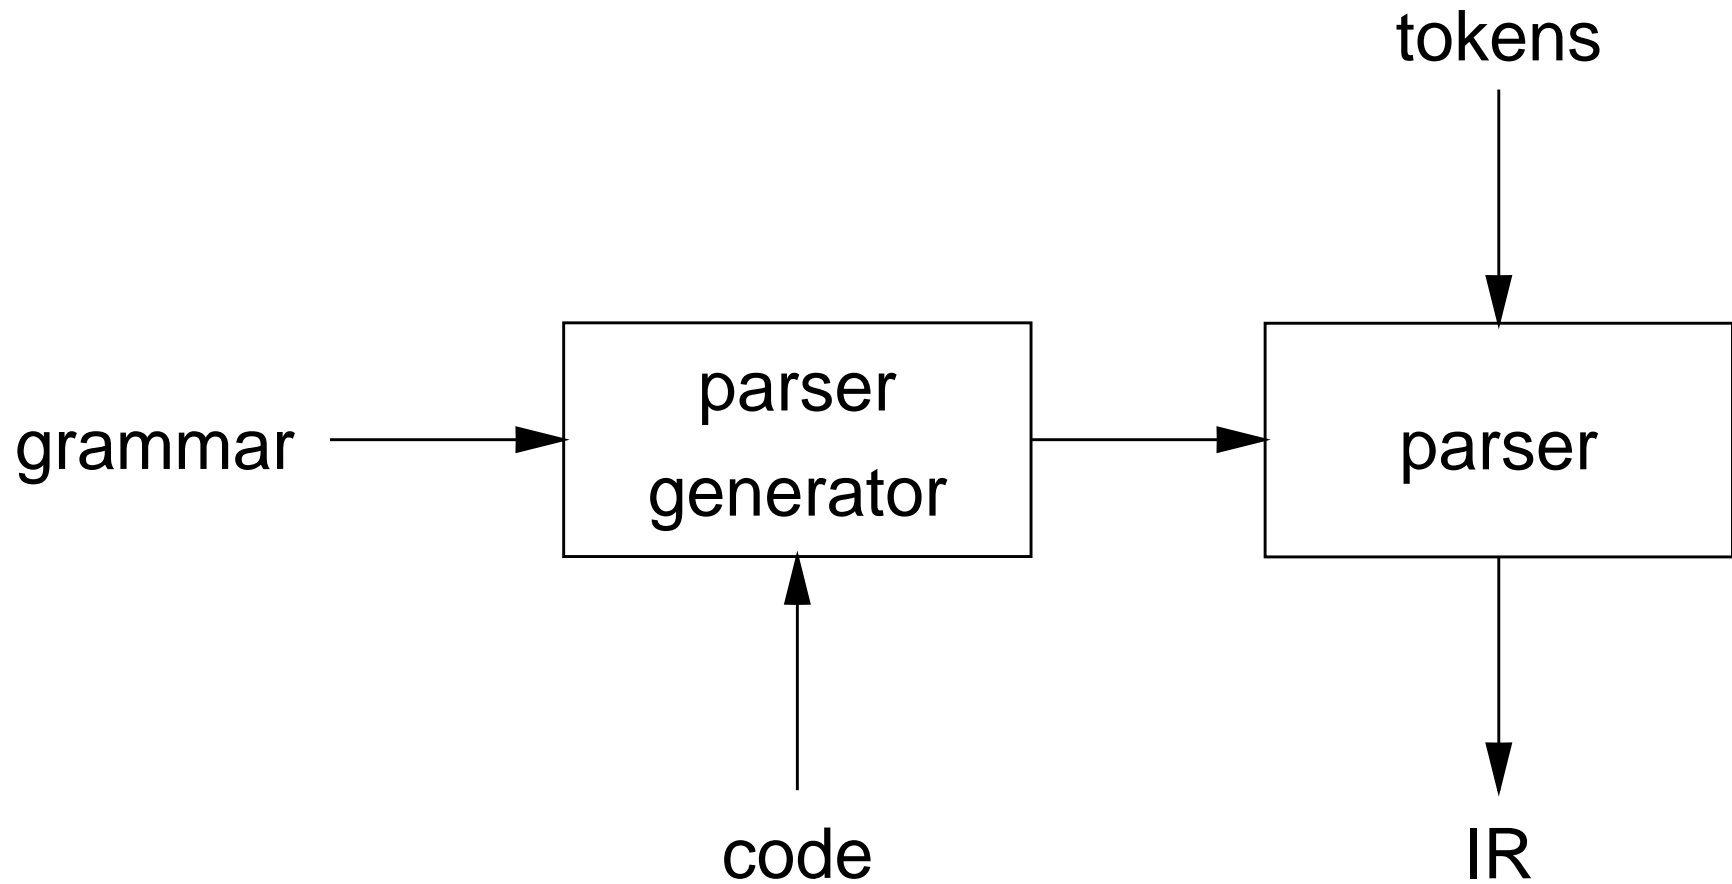 tokens
grammar
parser
generator
parser
code
IR